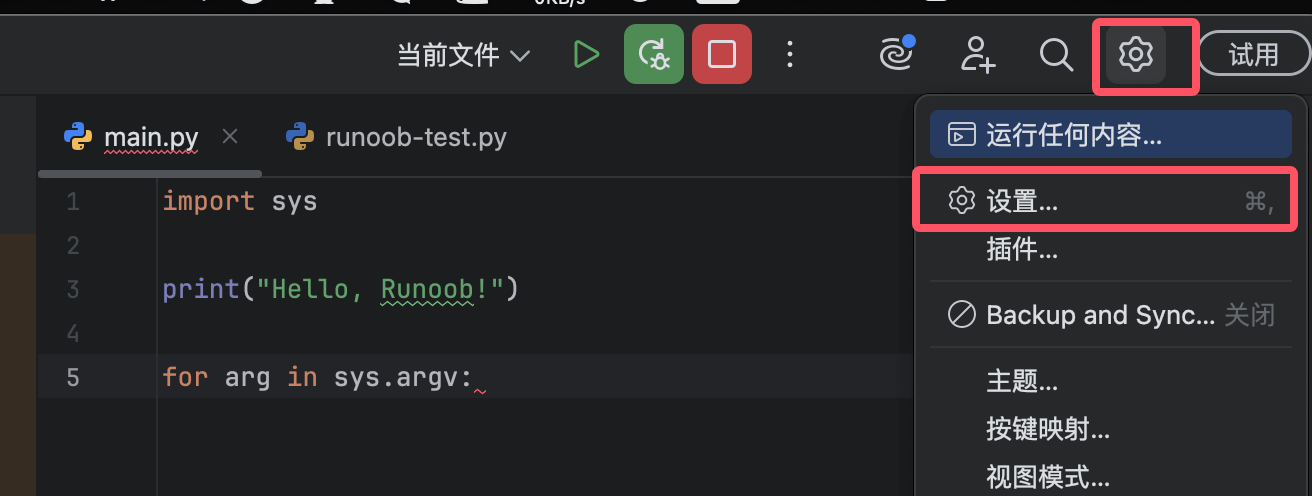 当前文件
试用
main.py
runoob-test.py
1 import sys
2
3 print("Hello, Runoob!")
4
5 for arg in sys.argv:
运行任何内容...
设置... ⌘,
插件...
Backup and Sync... 关闭
主题...
按键映射...
视图模式...